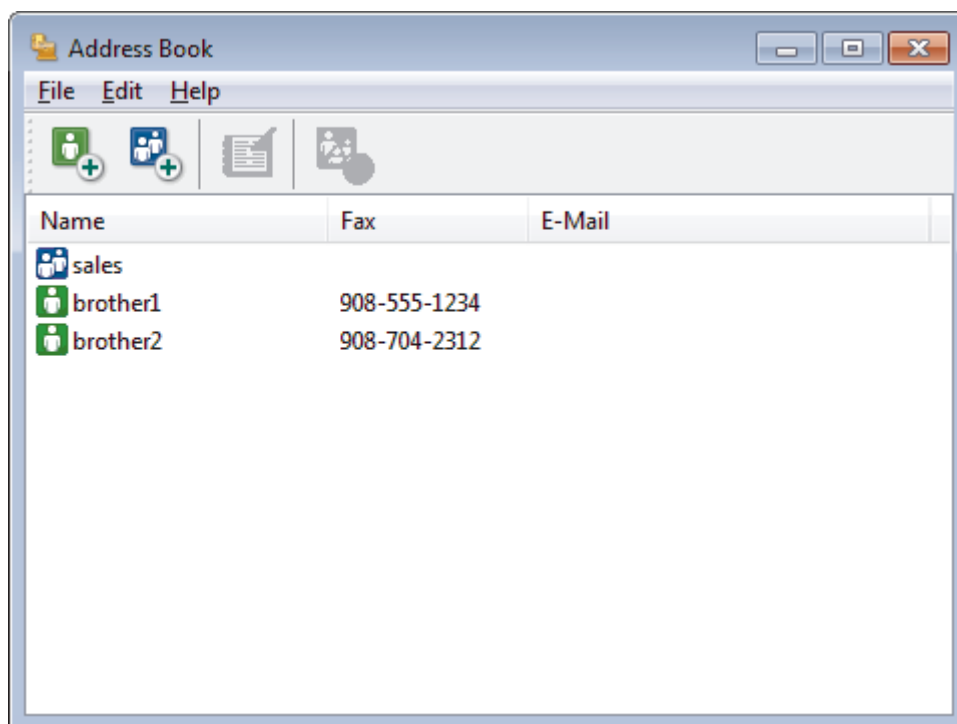 Address Book
File Edit Help
Name Fax E-Mail
sales
brother1 908-555-1234
brother2 908-704-2312